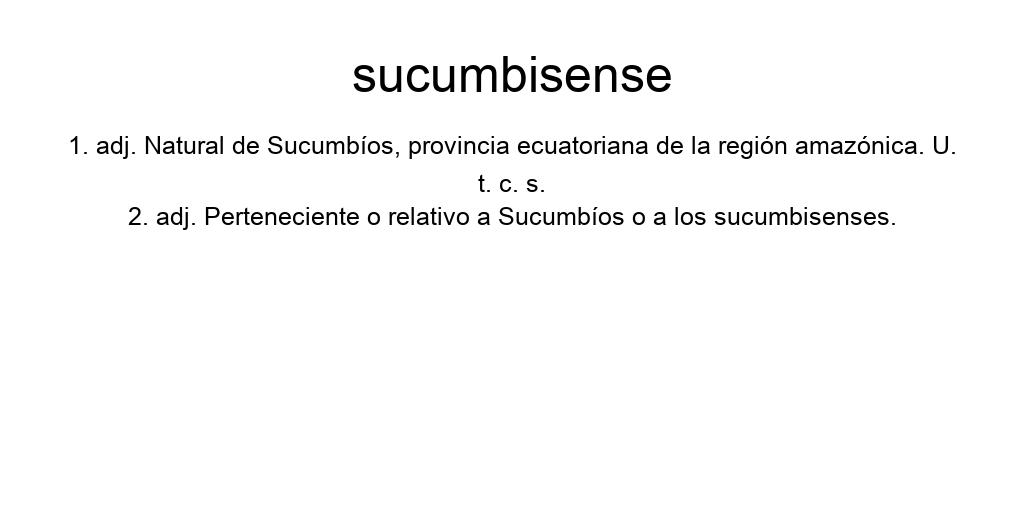 sucumbisense
1. adj. Natural de Sucumbíos, provincia ecuatoriana de la región amazónica. U.
t. c. s.
2. adj. Perteneciente o relativo a Sucumbíos o a los sucumbisenses.